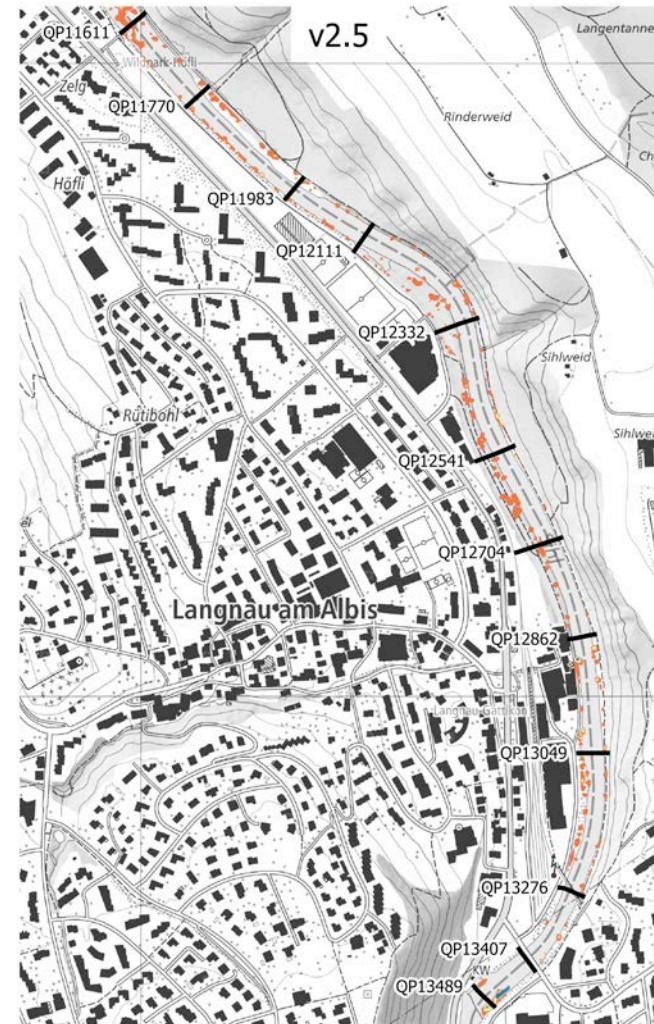 v2.5
QP11611
Langentanne
Wildpark-Höfli
Zelg
QP11770
Rinderweid
Höfli
QP11983
QP12111
QP12332
Sihlweid
Rütibohl
QP12541
QP12704
Langnau am Albis
QP12862
Langnau-Gattikon
QP13049
QP13276
QP13407
KW
QP13489